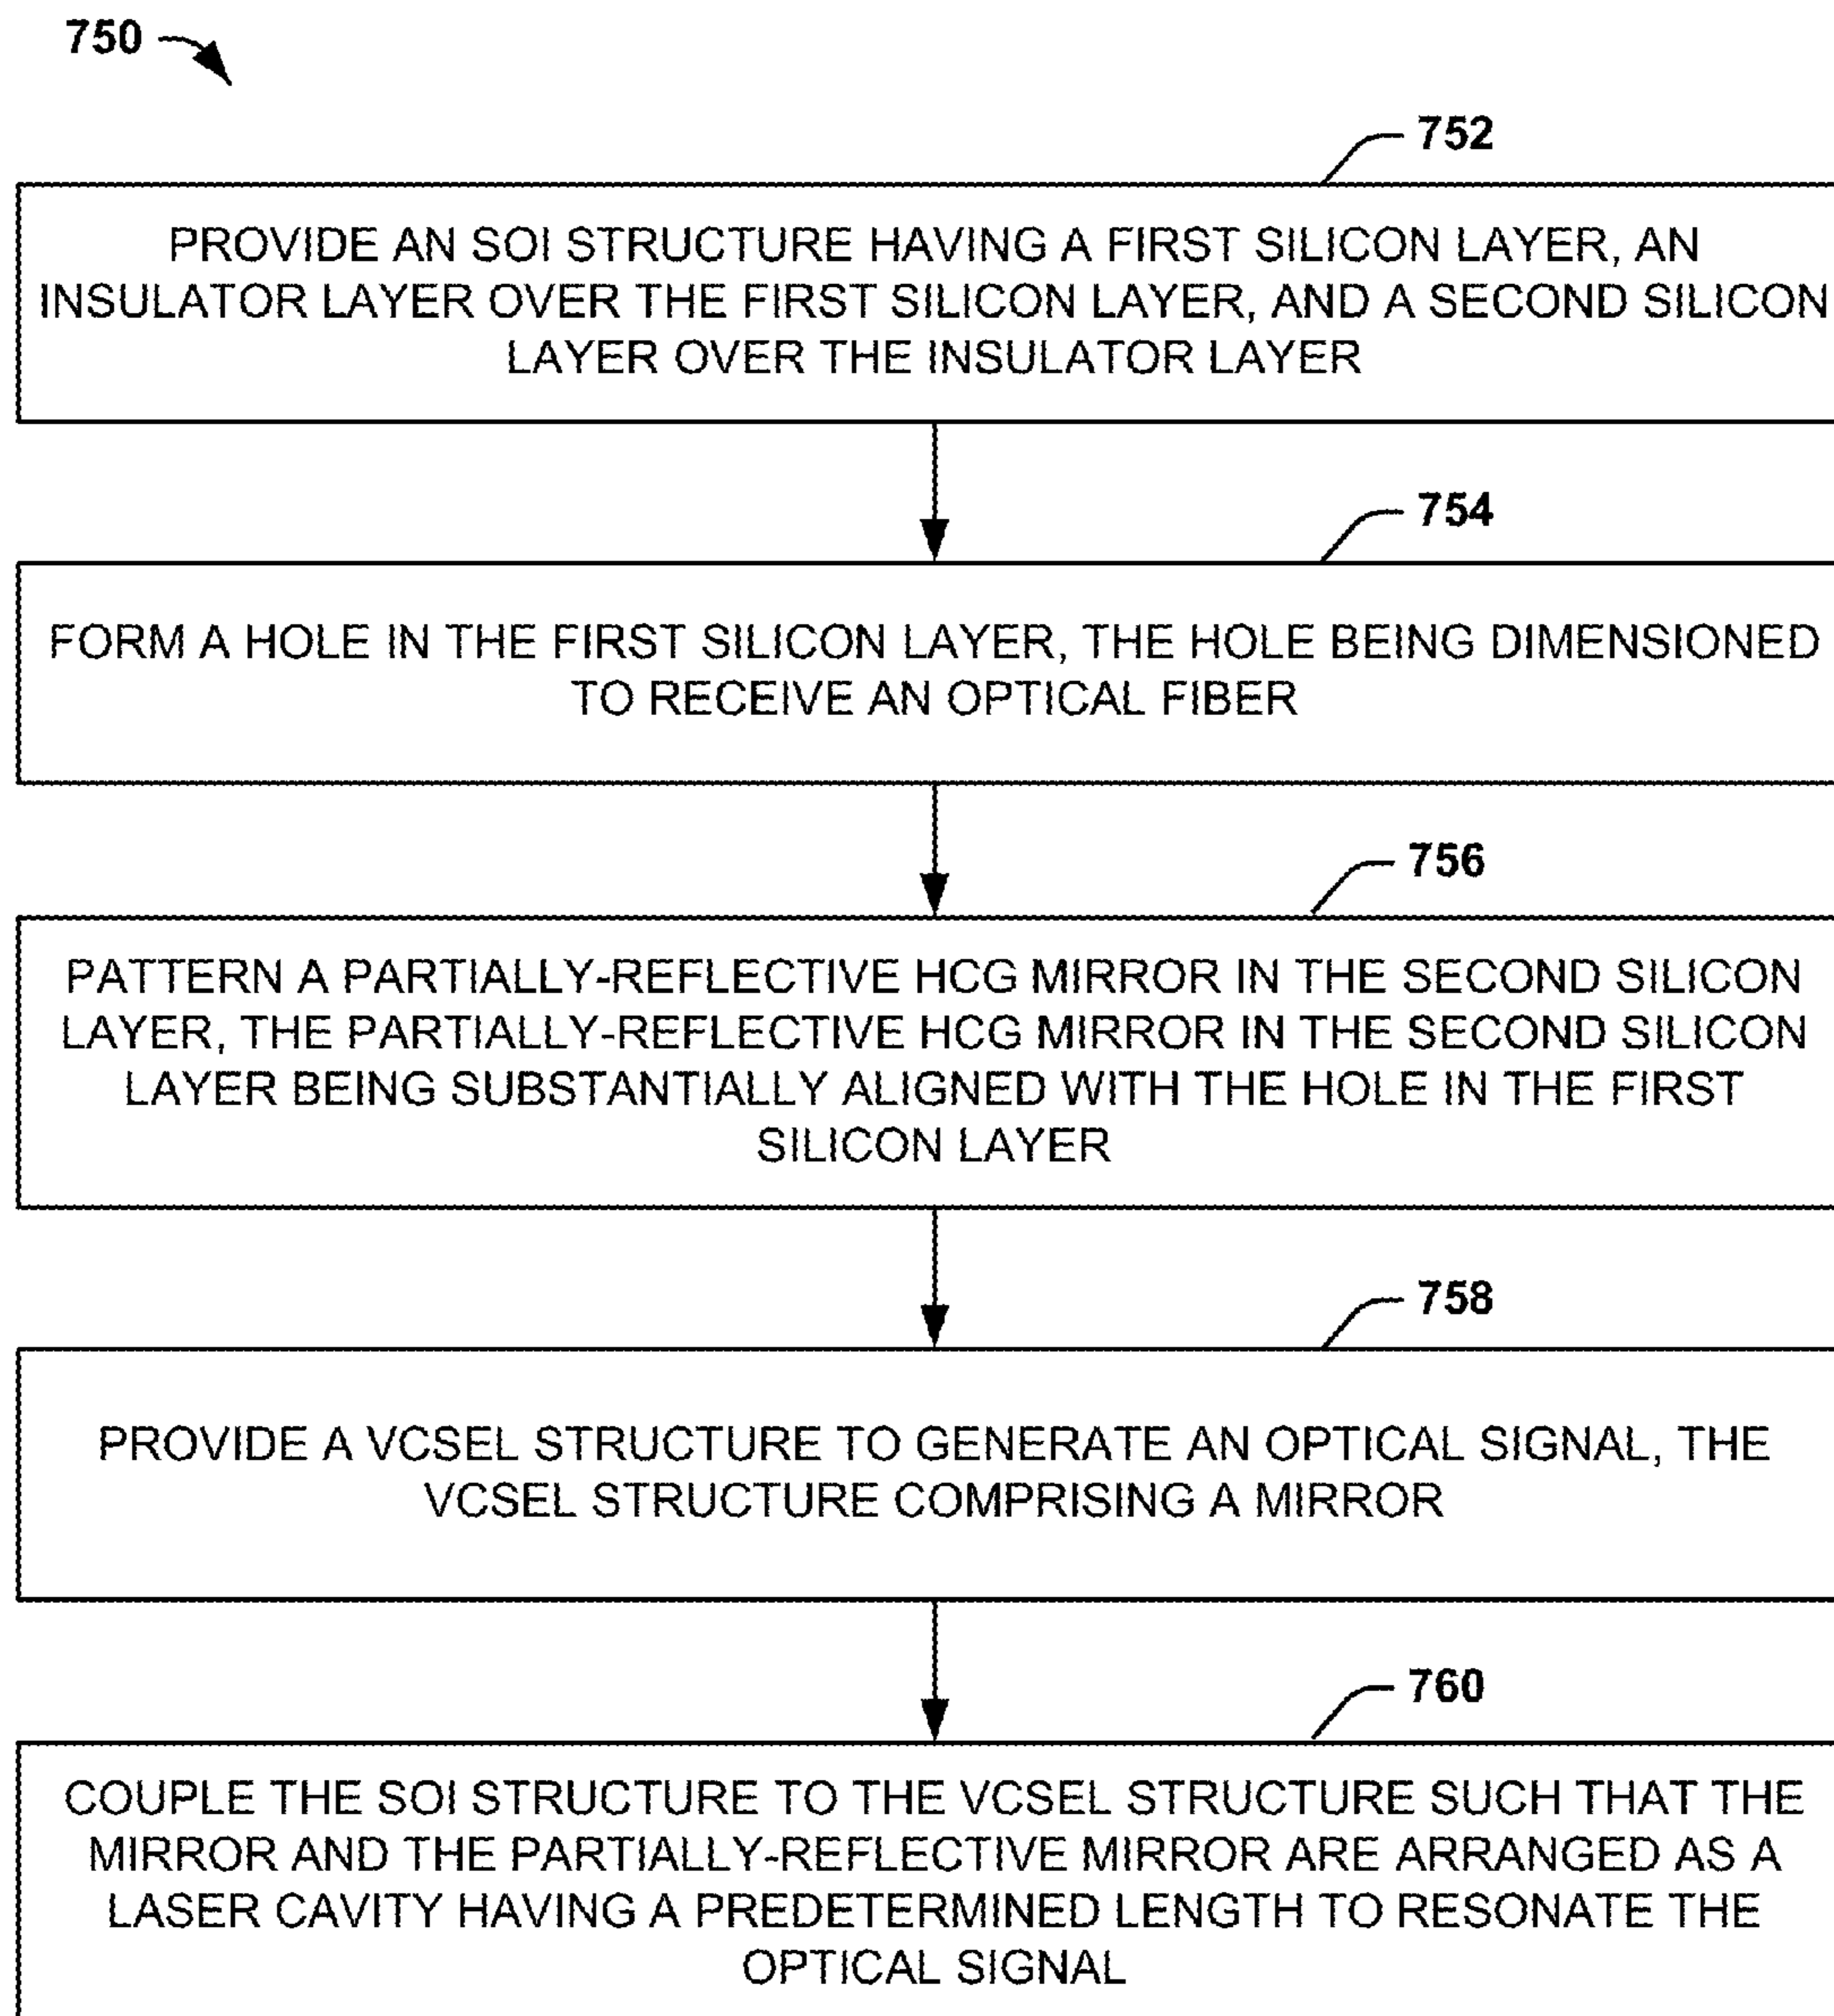 750
752
PROVIDE AN SOI STRUCTURE HAVING A FIRST SILICON LAYER, AN
INSULATOR LAYER OVER THE FIRST SILICON LAYER, AND A SECOND SILICON
LAYER OVER THE INSULATOR LAYER
754
FORM A HOLE IN THE FIRST SILICON LAYER, THE HOLE BEING DIMENSIONED
TO RECEIVE AN OPTICAL FIBER
756
PATTERN A PARTIALLY-REFLECTIVE HCG MIRROR IN THE SECOND SILICON
LAYER, THE PARTIALLY-REFLECTIVE HCG MIRROR IN THE SECOND SILICON
LAYER BEING SUBSTANTIALLY ALIGNED WITH THE HOLE IN THE FIRST
SILICON LAYER
758
PROVIDE A VCSEL STRUCTURE TO GENERATE AN OPTICAL SIGNAL, THE
VCSEL STRUCTURE COMPRISING A MIRROR
760
COUPLE THE SOI STRUCTURE TO THE VCSEL STRUCTURE SUCH THAT THE
MIRROR AND THE PARTIALLY-REFLECTIVE MIRROR ARE ARRANGED AS A
LASER CAVITY HAVING A PREDETERMINED LENGTH TO RESONATE THE
OPTICAL SIGNAL